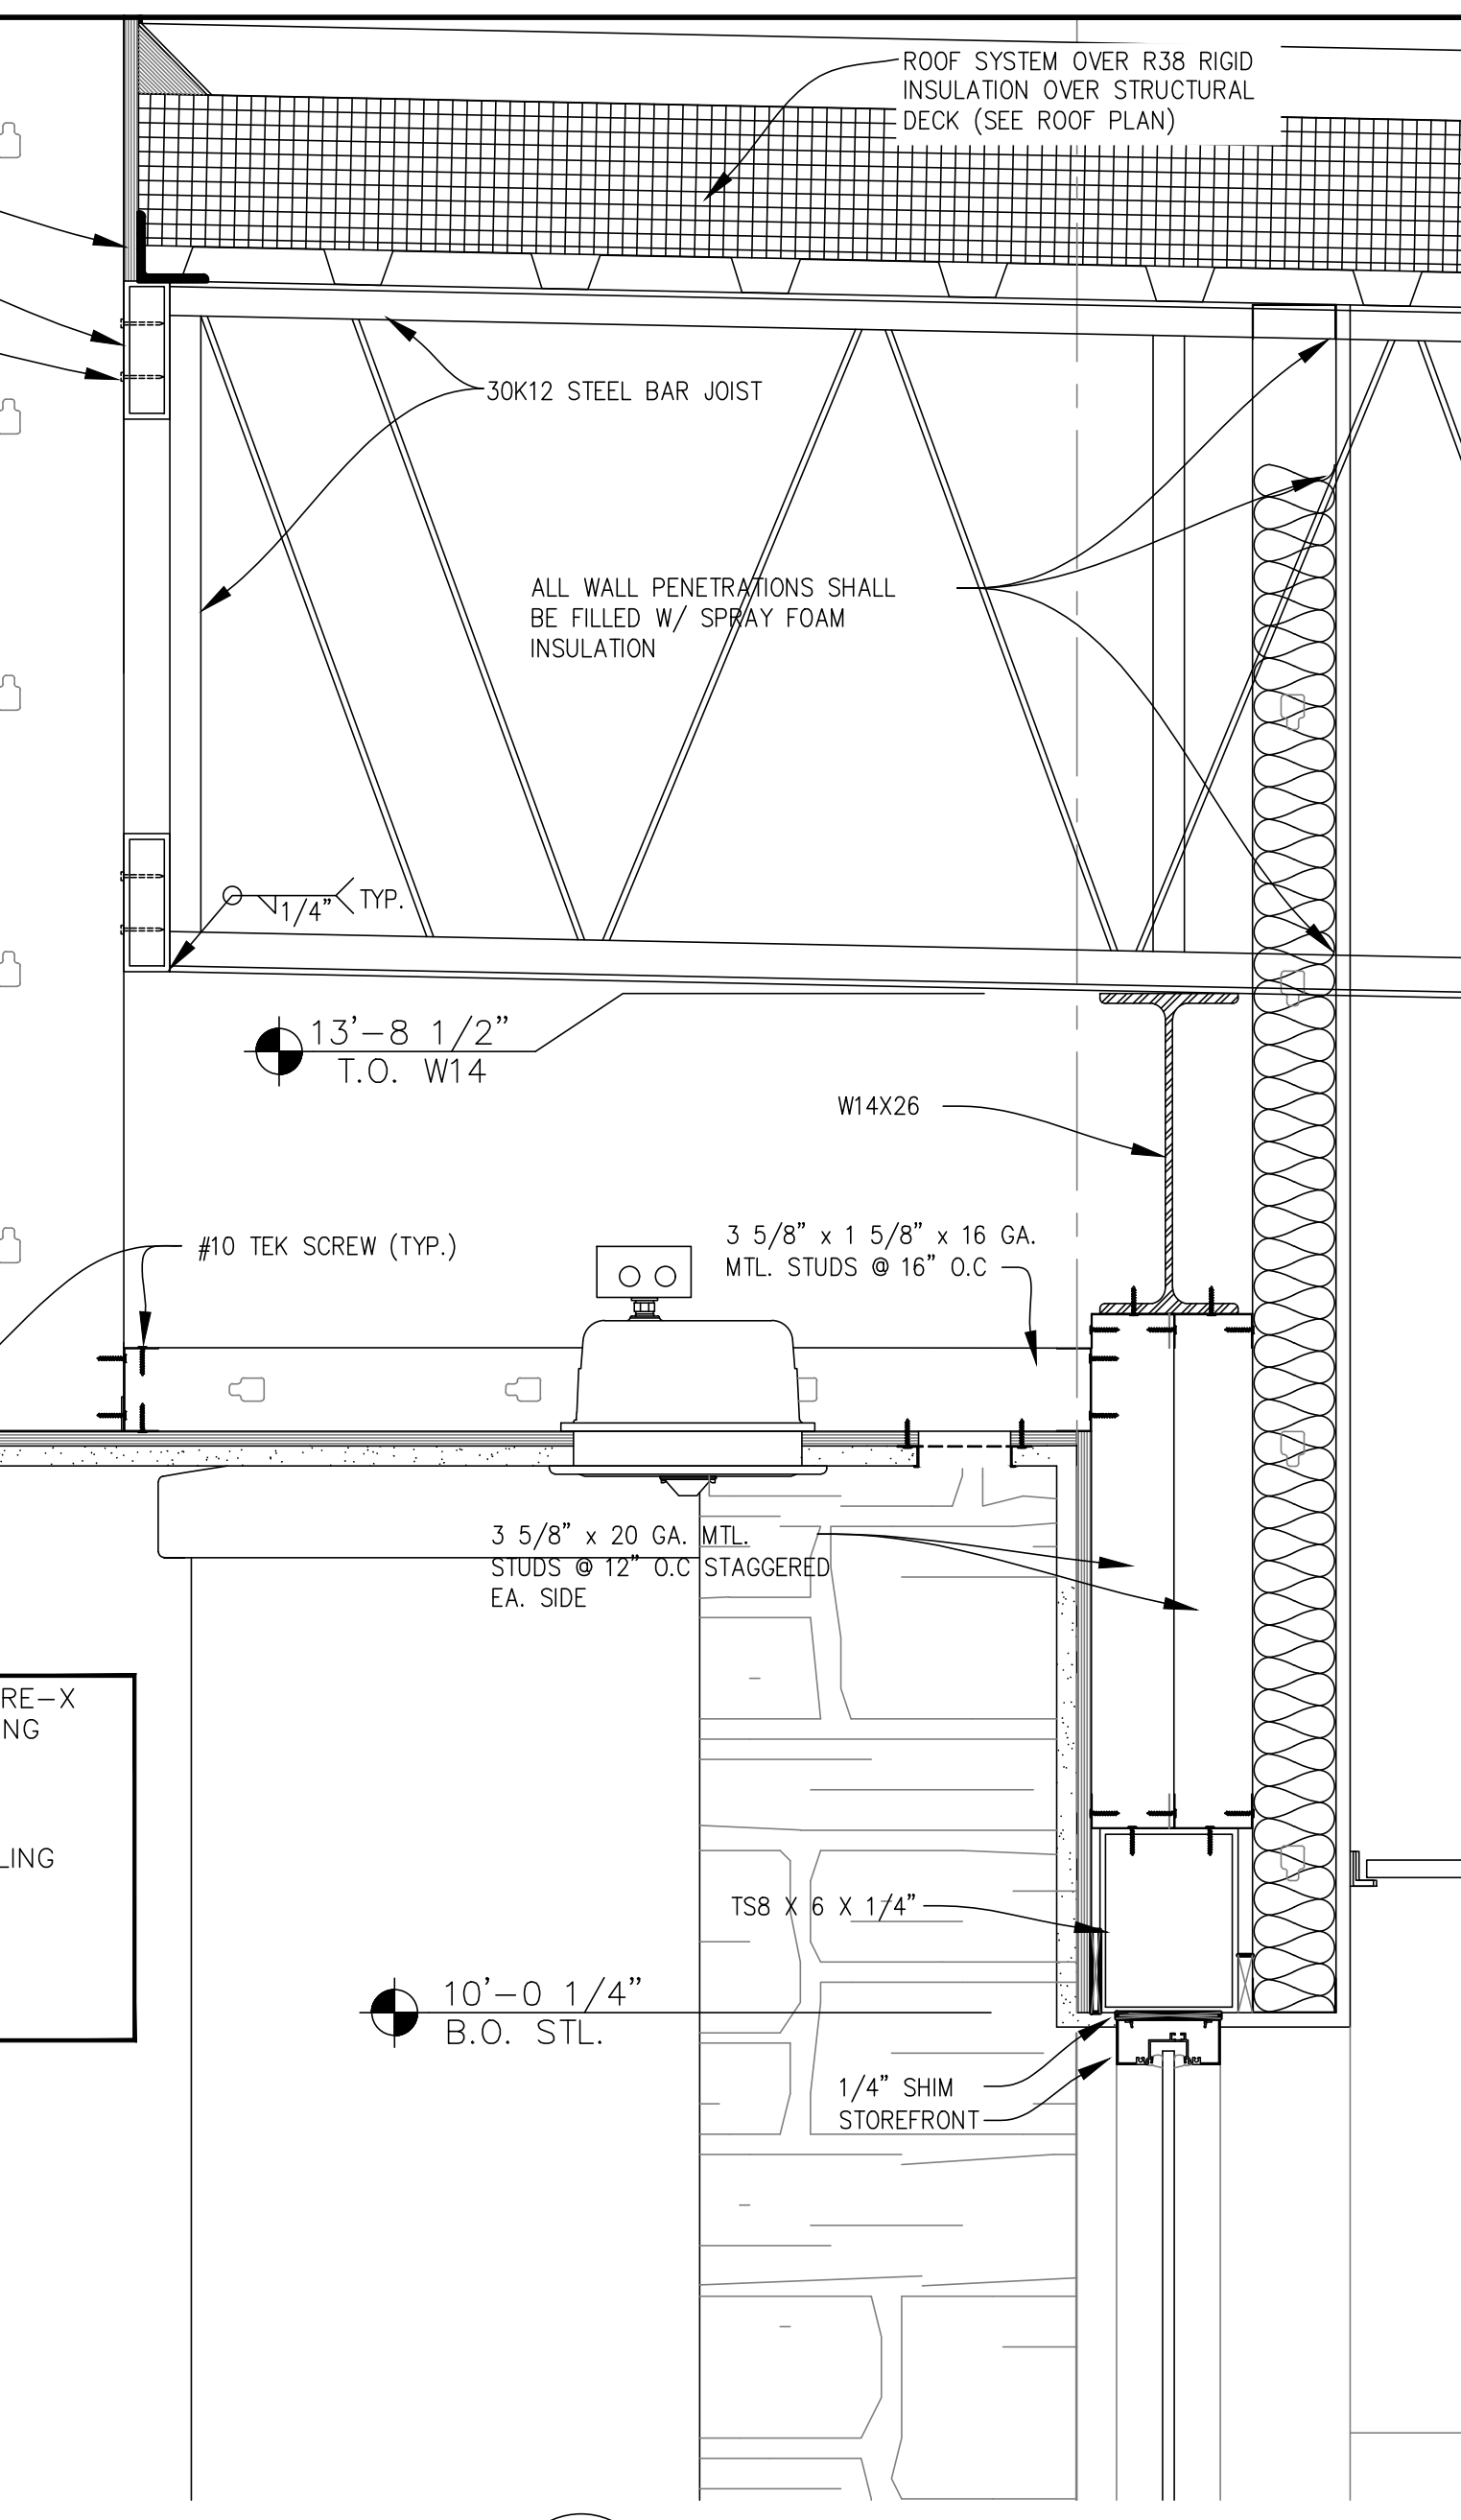 ROOF SYSTEM OVER R38 RIGID
INSULATION OVER STRUCTURAL
DECK (SEE ROOF PLAN)
30K12 STEEL BAR JOIST
ALL WALL PENETRATIONS SHALL
BE FILLED W/ SPRAY FOAM
INSULATION
1/4” TYP.
13’-8 1/2”
T.O. W14
W14X26
#10 TEK SCREW (TYP.)
3 5/8” x 1 5/8” x 16 GA.
MTL. STUDS @ 16” O.C
3 5/8” x 20 GA. MTL.
STUDS @ 12” O.C STAGGERED
EA. SIDE
RE-X
NG
LING
TS8 X 6 X 1/4”
10’-0 1/4”
B.O. STL.
1/4” SHIM
STOREFRONT